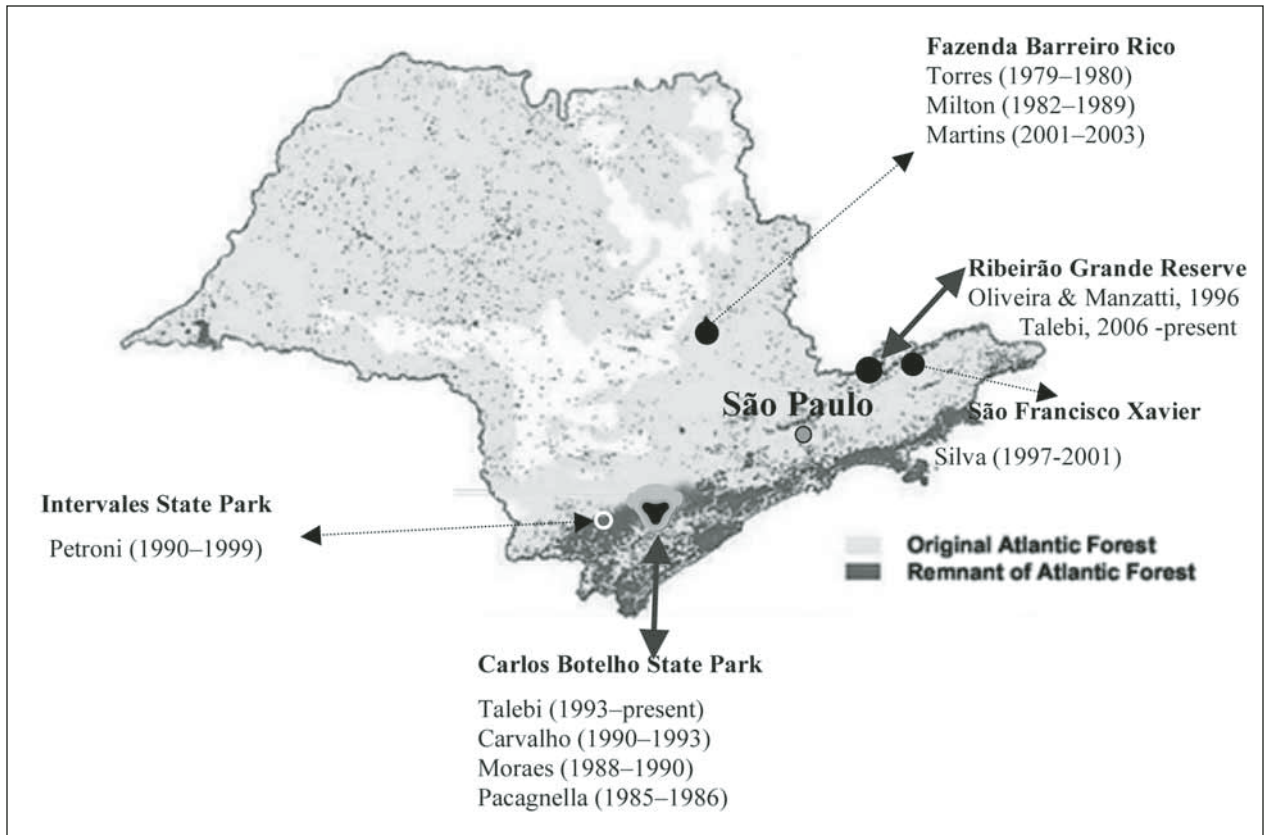 Fazenda Barreiro Rico
Torres (1979–1980)
Milton (1982–1989)
Martins (2001–2003)
Ribeirão Grande Reserve
Oliveira & Manzatti, 1996
Talebi, 2006 -present
São Paulo
São Francisco Xavier
Silva (1997-2001)
Intervales State Park
Petroni (1990–1999)
Original Atlantic Forest
Remnant of Atlantic Forest
Carlos Botelho State Park
Talebi (1993–present)
Carvalho (1990–1993)
Moraes (1988–1990)
Pacagnella (1985–1986)